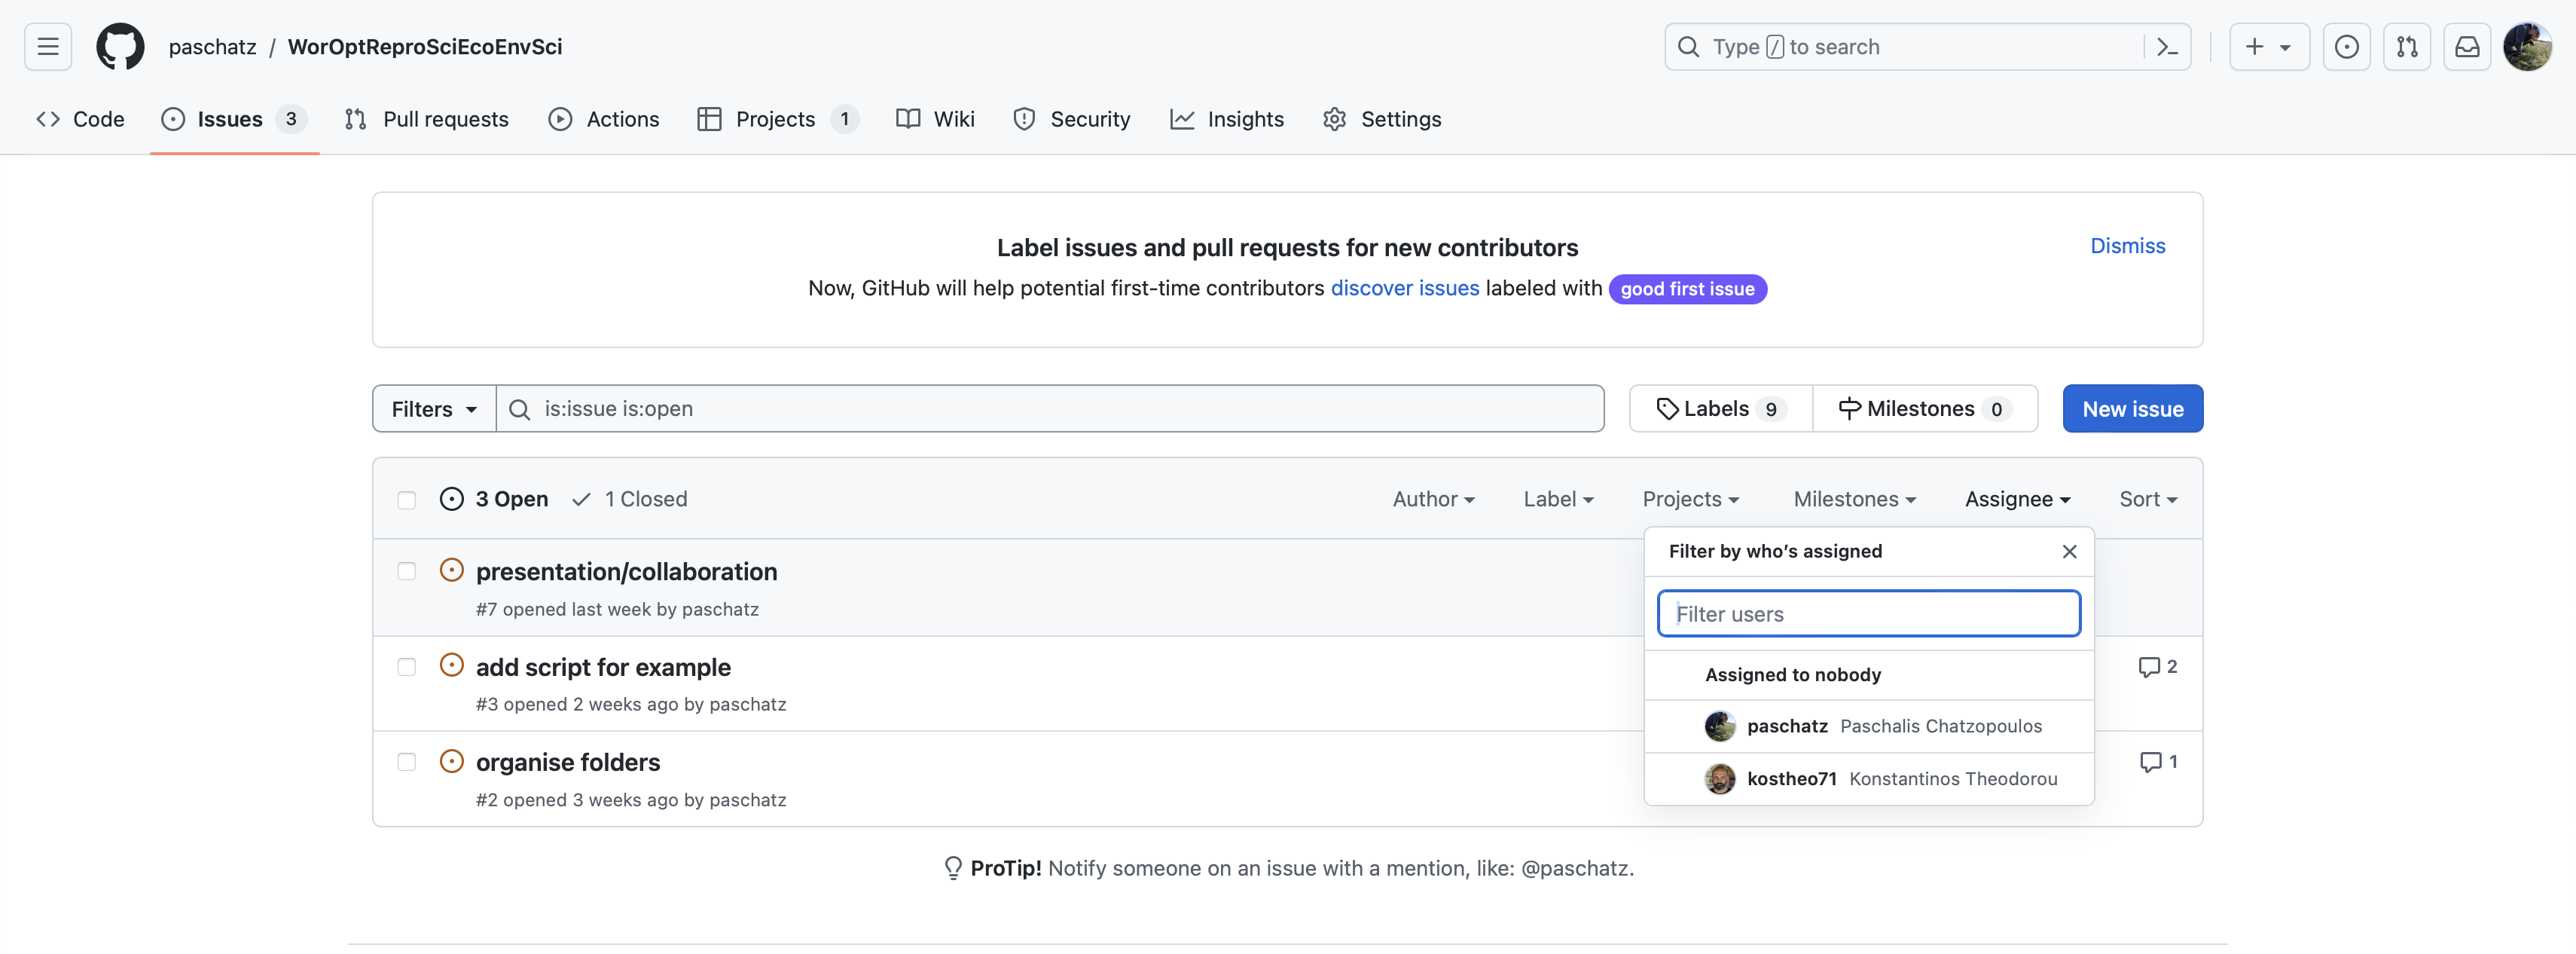 paschatz / WorOptReproSciEcoEnvSci
Type / to search
Code
Issues 3
Pull requests
Actions
Projects 1
Wiki
Security
Insights
Settings
Label issues and pull requests for new contributors
Dismiss
Now, GitHub will help potential first-time contributors discover issues labeled with good first issue
Filters
is:issue is:open
Labels 9
Milestones 0
New issue
3 Open
1 Closed
Author
Label
Projects
Milestones
Assignee
Sort
presentation/collaboration
#7 opened last week by paschatz
add script for example
#3 opened 2 weeks ago by paschatz
2
organise folders
#2 opened 3 weeks ago by paschatz
1
Filter by who's assigned
Filter users
Assigned to nobody
paschatz Paschalis Chatzopoulos
kostheo71 Konstantinos Theodorou
ProTip! Notify someone on an issue with a mention, like: @paschatz.